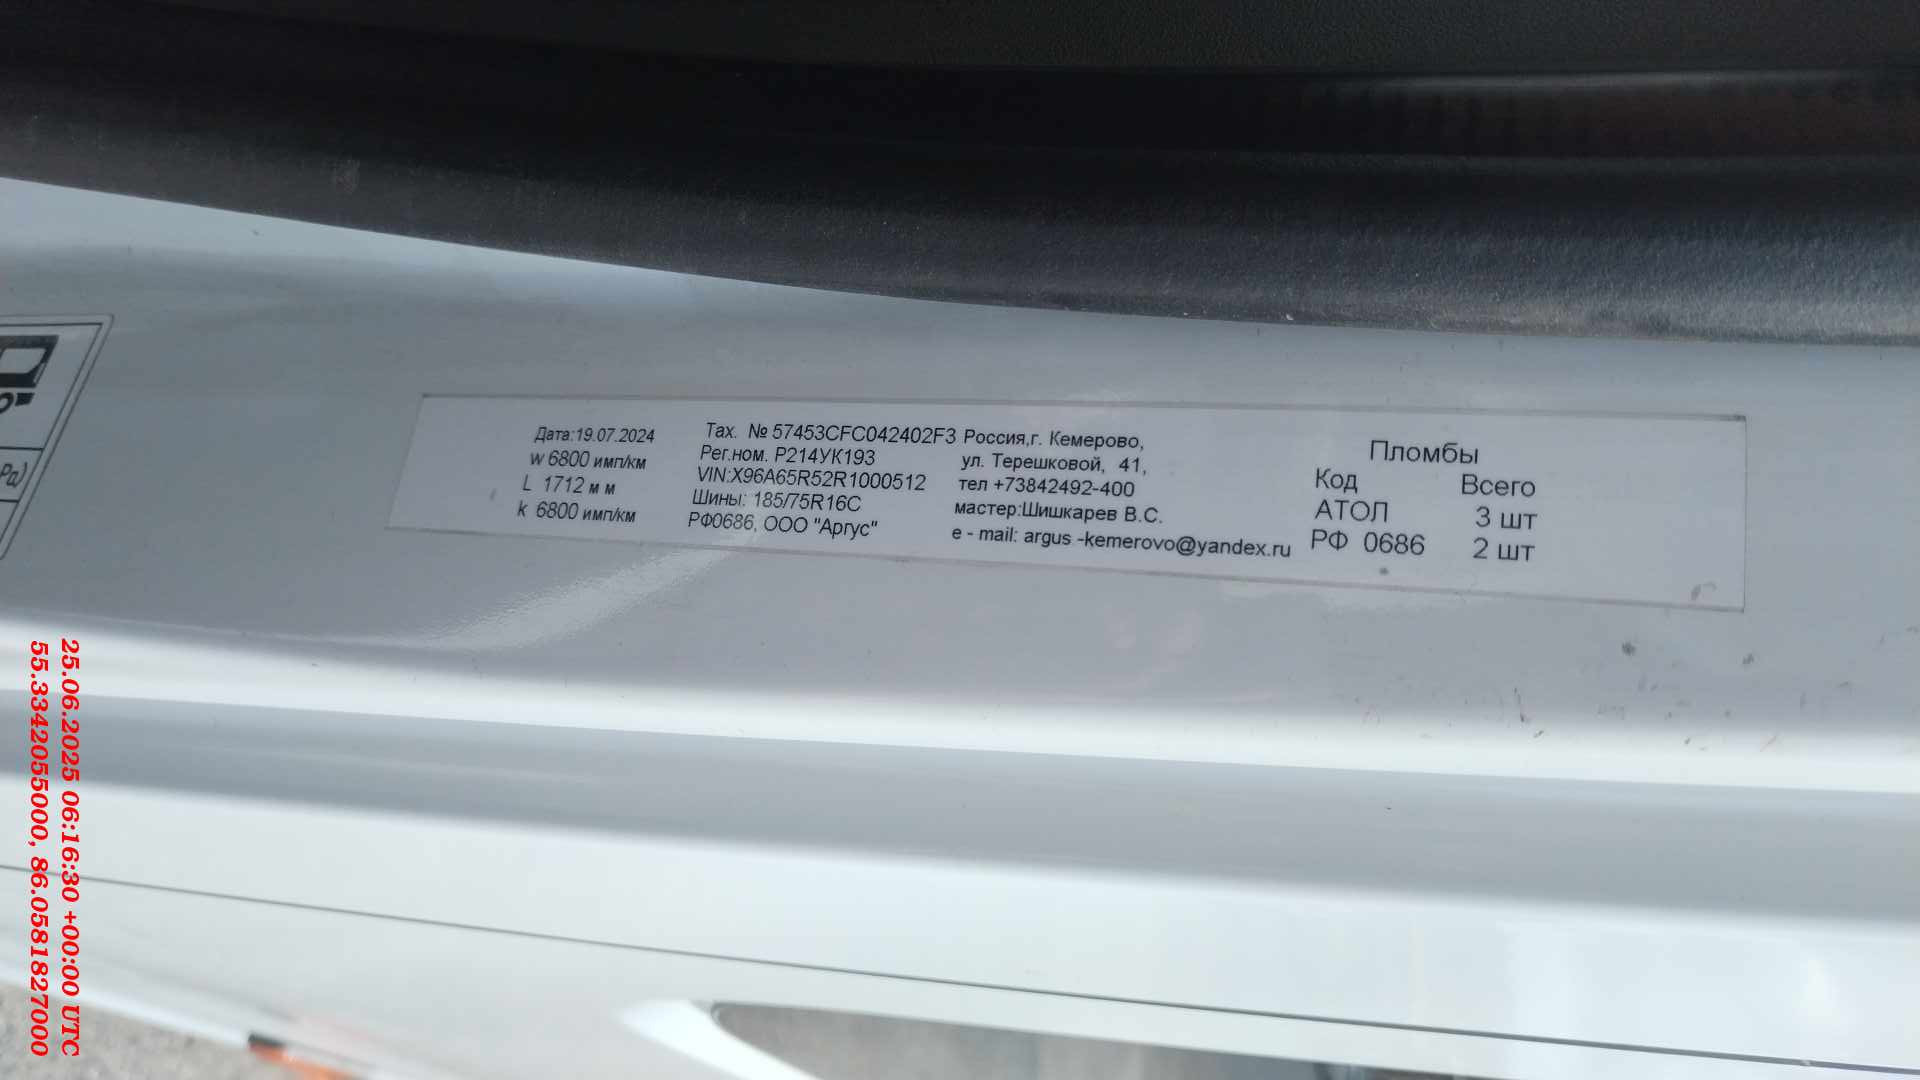 Дата:19.07.2024
w 6800 имп/км
L 1712 м м
k 6800 имп/км
Тах. № 57453CFC042402F3
Рег.ном. Р214УК193
VIN:X96A65R52R1000512
Шины: 185/75R16C
РФ0686, ООО "Аргус"
Россия,г. Кемерово,
ул. Терешковой, 41,
тел +73842492-400
мастер:Шишкарев В.С.
e - mail: argus -kemerovo@yandex.ru
Пломбы
Код Всего
АТОЛ 3 шт
РФ 0686 2 шт
25.06.2025 06:16:30 +00:00 UTC
55.3342055000, 86.0581827000